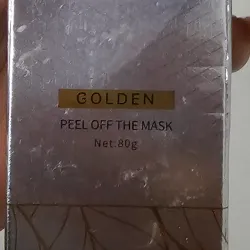 GOLDEN
PEEL OFF THE MASK
Net:80g